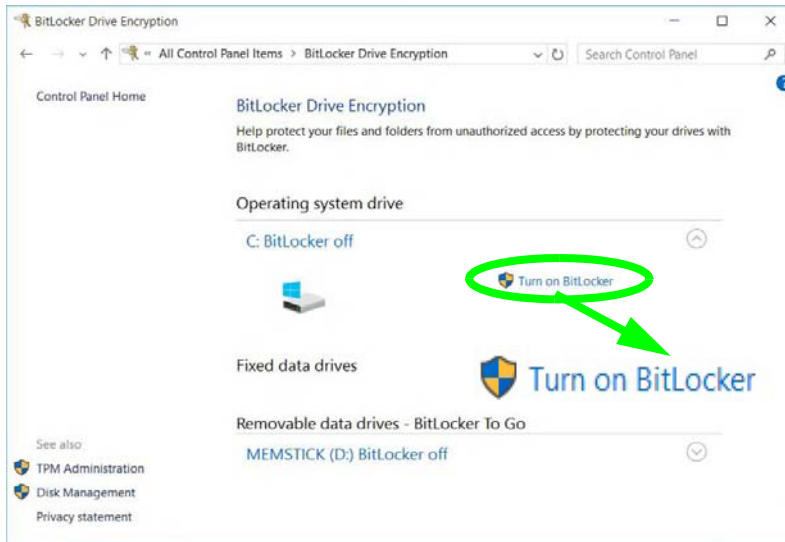 BitLocker Drive Encryption
« All Control Panel Items > BitLocker Drive Encryption
Search Control Panel
Control Panel Home
BitLocker Drive Encryption
Help protect your files and folders from unauthorized access by protecting your drives with
BitLocker.
Operating system drive
C: BitLocker off
Turn on BitLocker
Fixed data drives
Turn on BitLocker
Removable data drives - BitLocker To Go
MEMSTICK (D:) BitLocker off
See also
TPM Administration
Disk Management
Privacy statement